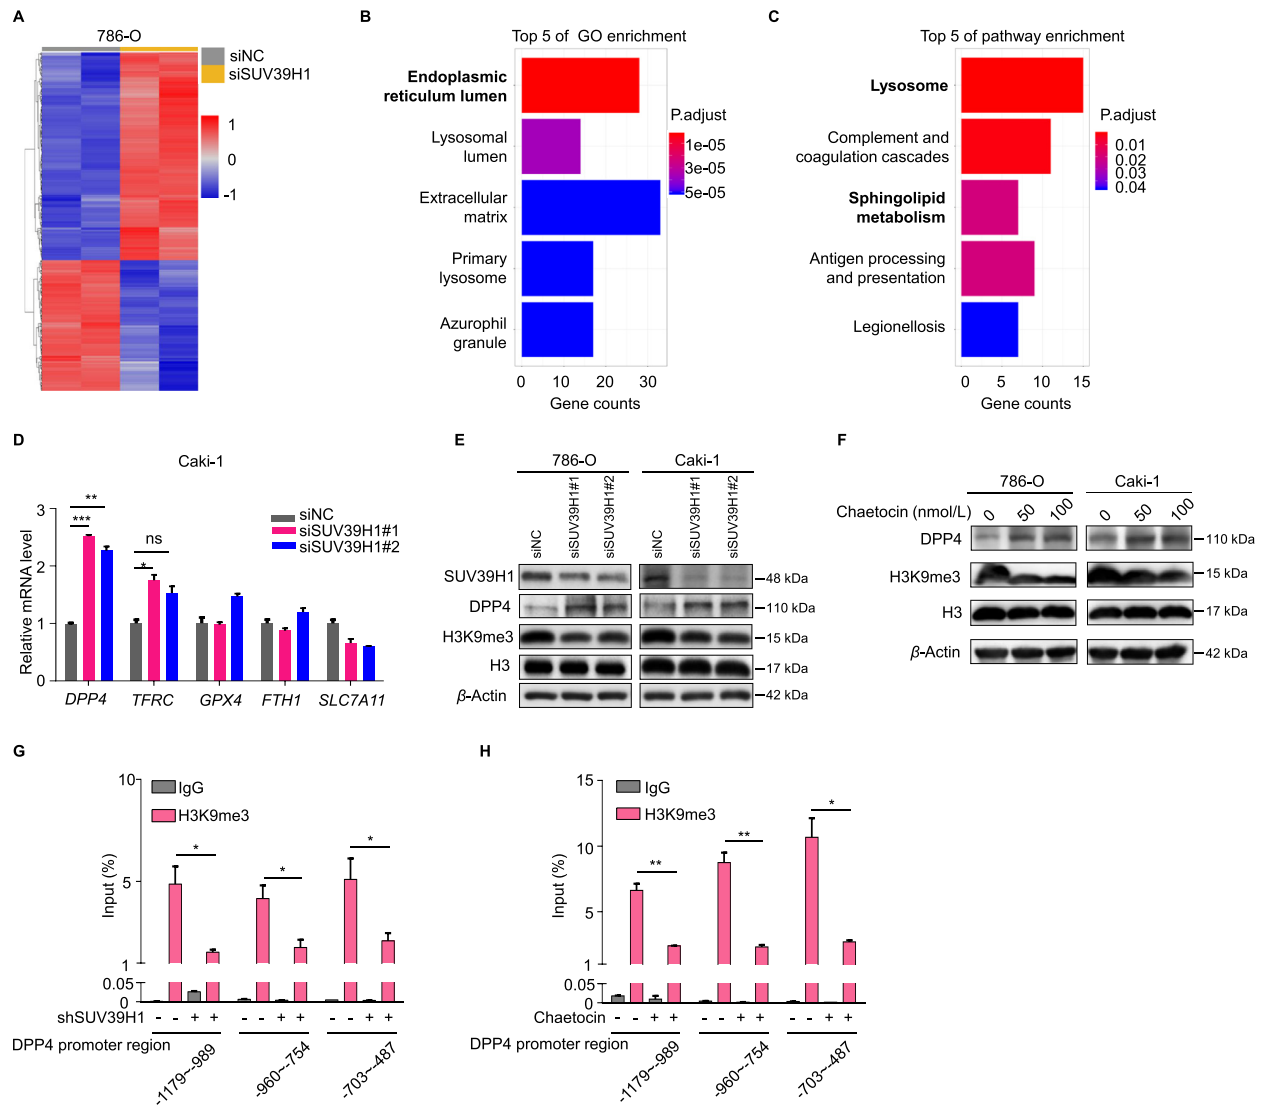 A
786-O
siNC
siSUV39H1
1
0
-1
B
Top 5 of GO enrichment
Endoplasmic
reticulum lumen
Lysosomal
lumen
Extracellular
matrix
Primary
lysosome
Azurophil
granule
0 10 20 30
Gene counts
P.adjust
1e-05
3e-05
5e-05
C
Top 5 of pathway enrichment
Lysosome
Complement and
coagulation cascades
Sphingolipid
metabolism
Antigen processing
and presentation
Legionellosis
0 5 10 15
Gene counts
P.adjust
0.01
0.02
0.03
0.04
D
Caki-1
Relative mRNA level
3
2
1
0
** 
***
ns
*
siNC
siSUV39H1#1
siSUV39H1#2
DPP4 TFRC GPX4 FTH1 SLC7A11
E
786-O Caki-1
siNC siSUV39H1#1 siSUV39H1#2 siNC siSUV39H1#1 siSUV39H1#2
SUV39H1 48 kDa
DPP4 110 kDa
H3K9me3 15 kDa
H3 17 kDa
β-Actin 42 kDa
F
786-O Caki-1
Chaetocin (nmol/L) 0 50 100 0 50 100
DPP4 110 kDa
H3K9me3 15 kDa
H3 17 kDa
β-Actin 42 kDa
G
Input (%)
10
5
1
0.05
0
IgG
H3K9me3
* * *
shSUV39H1 - - + + - - + + - - + +
DPP4 promoter region
-1179~-989 -960~-754 -703~-487
H
Input (%)
15
10
5
1
0.05
0
IgG
H3K9me3
** ** *
Chaetocin - - + + - - + + - - + +
DPP4 promoter region
-1179~-989 -960~-754 -703~-487